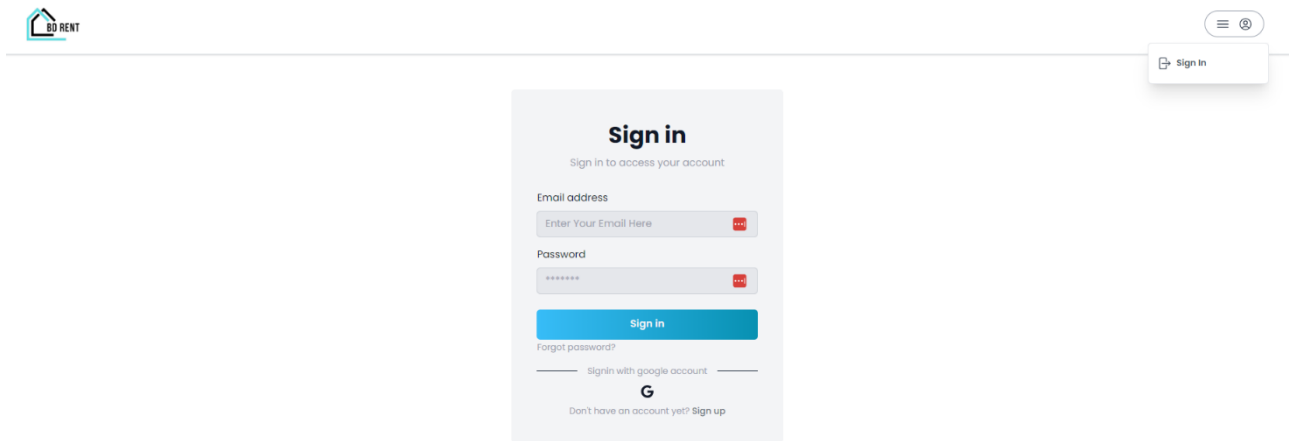 BD RENT
Sign In
Sign in
Sign in to access your account
Email address
Enter Your Email Here
Password
*******
Sign in
Forgot password?
Signin with google account
G
Don't have an account yet? Sign up